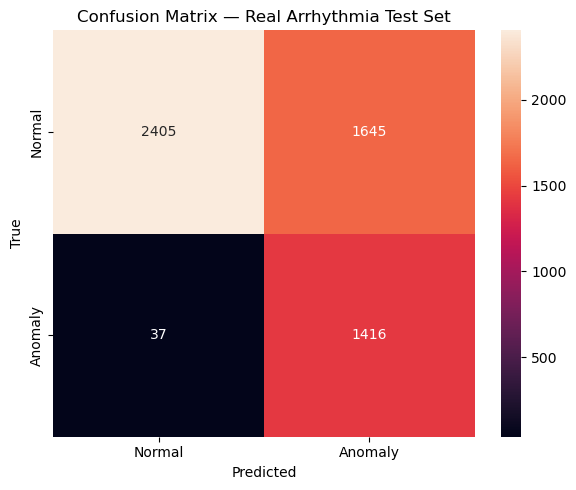 Confusion Matrix — Real Arrhythmia Test Set
Normal
2405
1645
Anomaly
37
1416
True
Normal
Anomaly
Predicted
2000
1500
1000
500